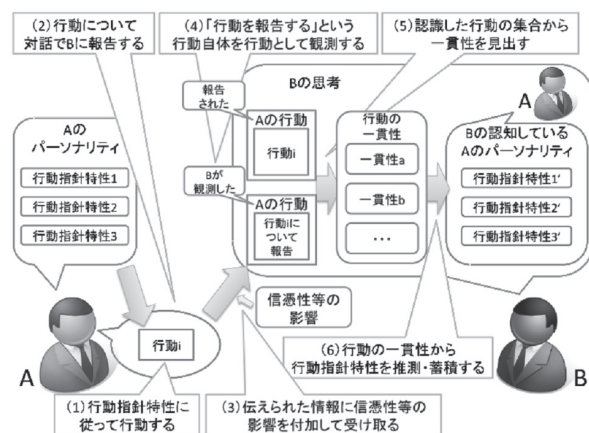 (2)行動について
対話でBに報告する
(4)「行動を報告する」という
行動自体を行動として観測する
(5)認識した行動の集合から
一貫性を見出す
Bの思考
A
報告
された
Aの行動
行動i
Bが
観測した
Aの行動
行動iに
ついて
報告
行動の
一貫性
一貫性a
一貫性b
・・・
Bの認知している
Aのパーソナリティ
行動指針特性1’
行動指針特性2’
行動指針特性3’
Aの
パーソナリティ
行動指針特性1
行動指針特性2
行動指針特性3
信憑性等の
影響
A
行動i
B
(6)行動の一貫性から
行動指針特性を推測・蓄積する
(1)行動指針特性に
従って行動する
(3)伝えられた情報に信憑性等の
影響を付加して受け取る